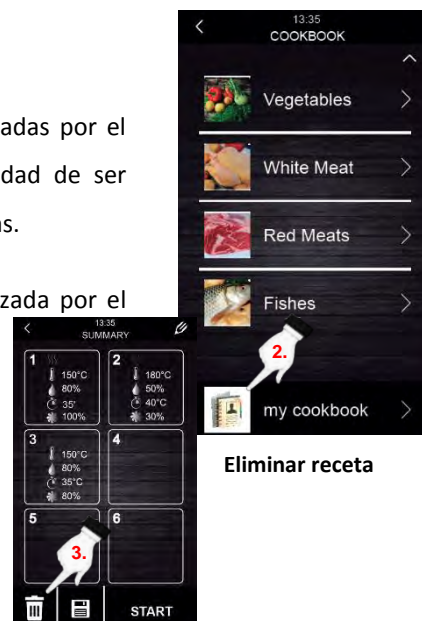 adas por el
dad de ser
as.
zada por el
13:35
COOKBOOK
Vegetables
White Meat
Red Meats
Fishes
2.
my cookbook
Eliminar receta
13:35
SUMMARY
1
150°C
80%
35'
100%
2
180°C
50%
40°C
30%
3
150°C
80%
35°C
80%
4
5
6
3.
START